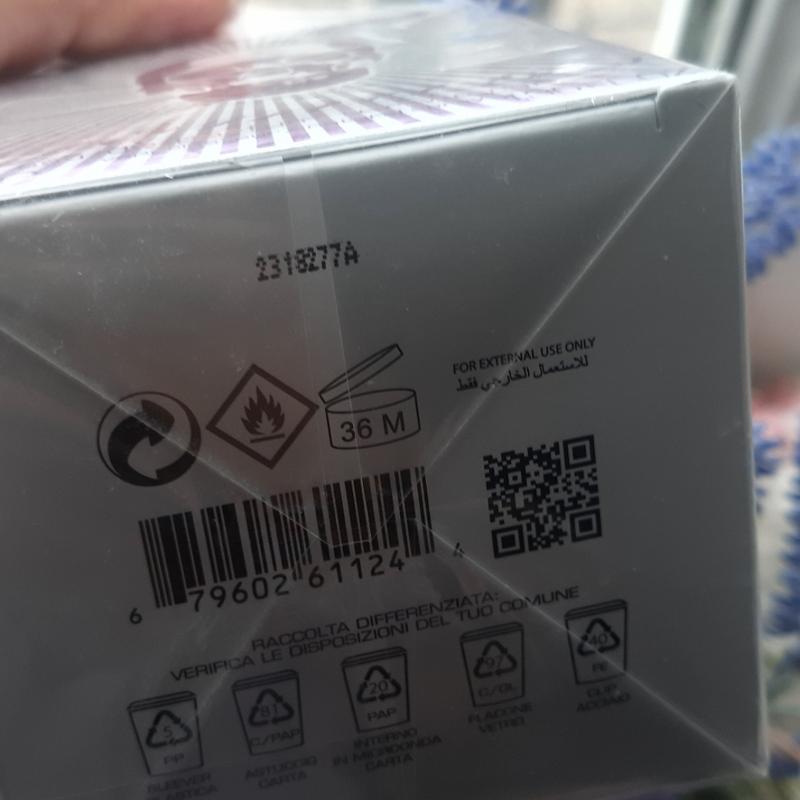 2318277A
36 M
FOR EXTERNAL USE ONLY
للاستعمال الخارجي فقط
6 79602 61124 4
RACCOLTA DIFFERENZIATA:
VERIFICA LE DISPOSIZIONI DEL TUO COMUNE
5 81 20 97 40
PP C/PAP PAP C/GL FE
ASTUCCIO CARTA
INTERNO IN MICROONDA CARTA
FLACONE VETRO
CLIP ACCIAIO